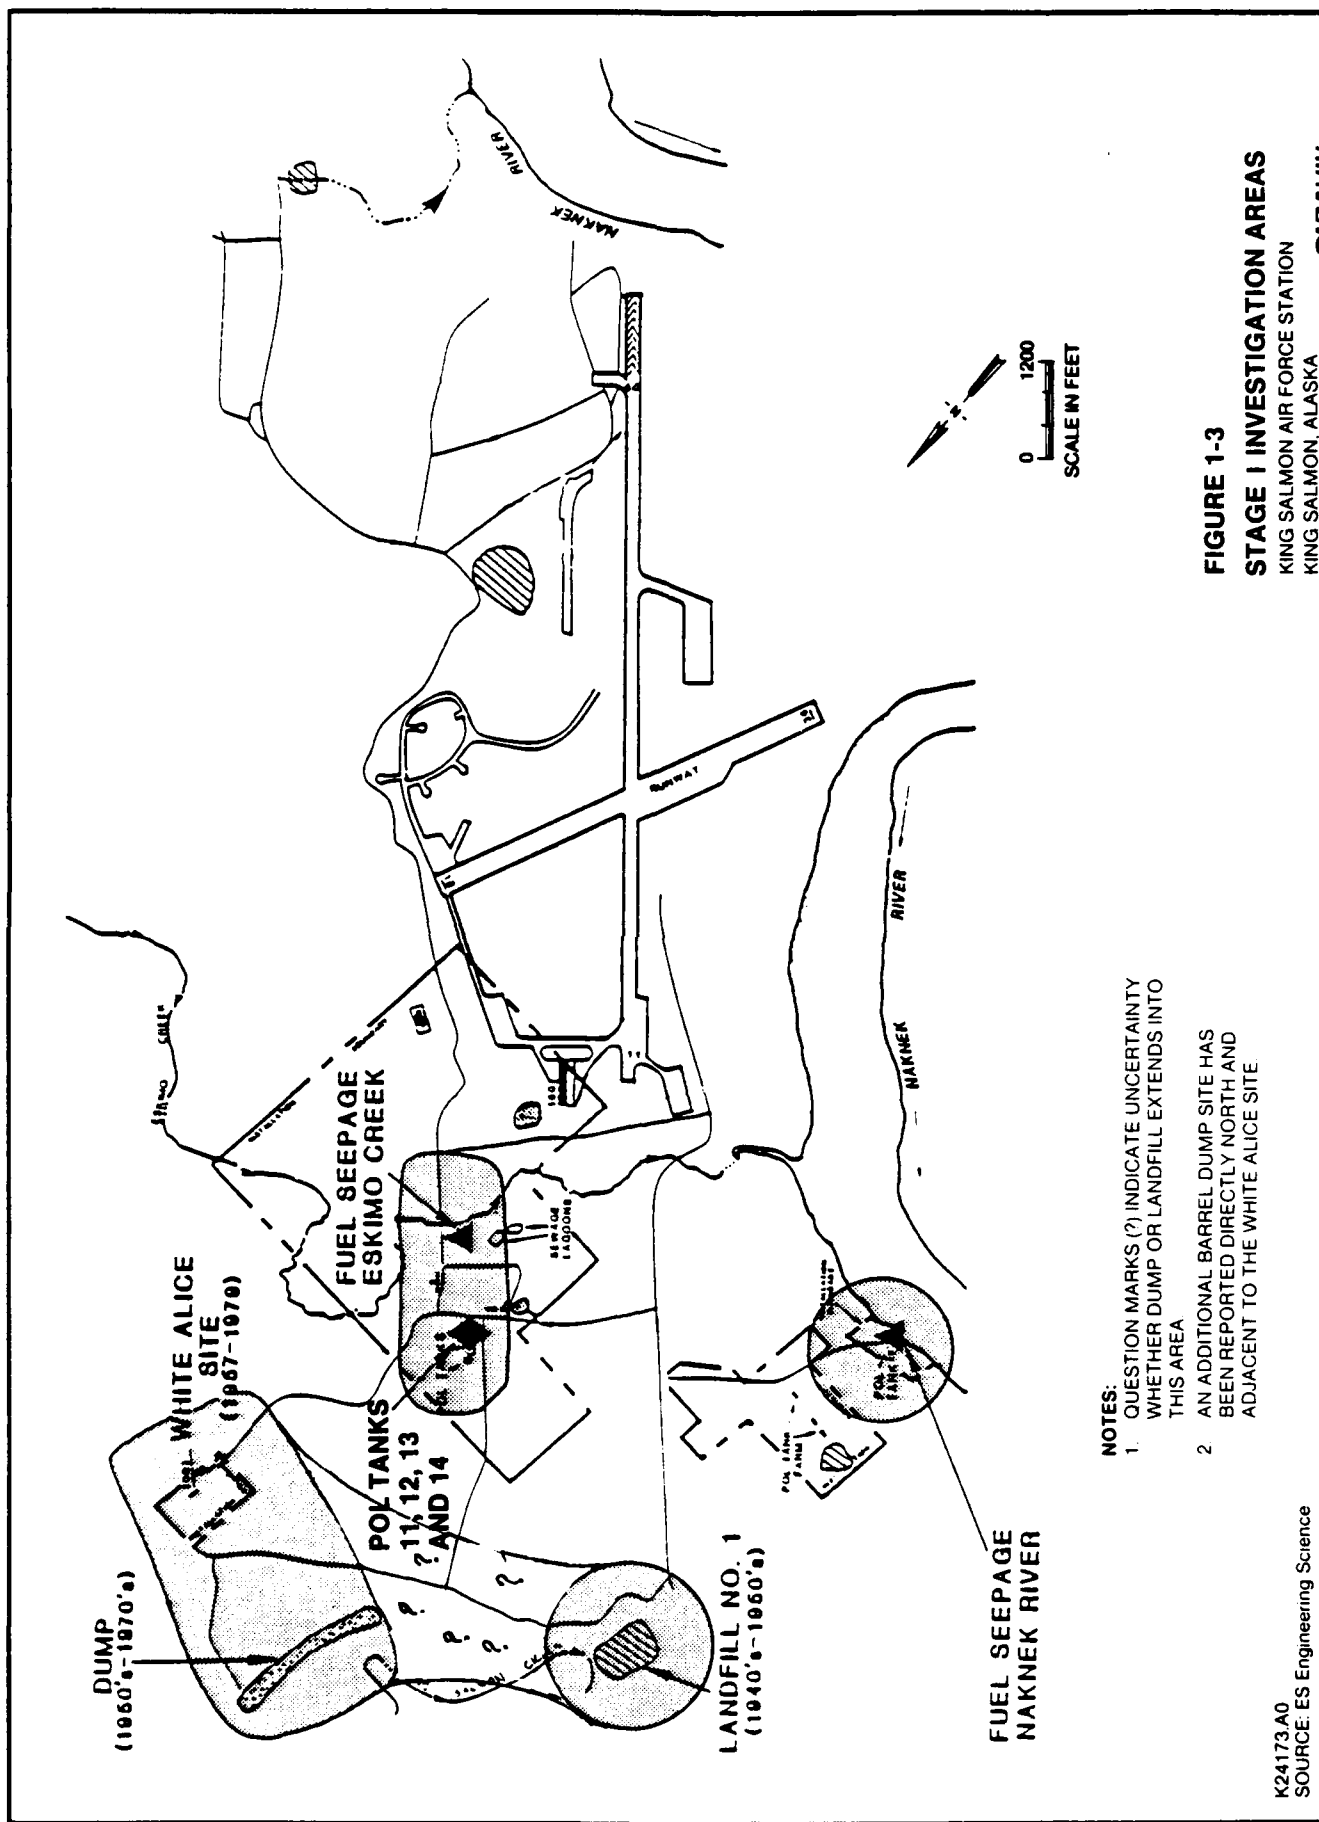 DUMP
(1950's-1970's)
WHITE ALICE
SITE
(1957-1979)
FUEL SEEPAGE
ESKIMO CREEK
POL TANKS
11, 12, 13
AND 14
?
?
?
?
?
SEWAGE
LAGOONS
RUNWAY
NAKNEK
RIVER
LANDFILL NO. 1
(1940's-1950's)
POL TANK
FARM
NAKNEK
RIVER
FUEL SEEPAGE
NAKNEK RIVER
N
0
1200
SCALE IN FEET
NOTES:
1. QUESTION MARKS (?) INDICATE UNCERTAINTY
WHETHER DUMP OR LANDFILL EXTENDS INTO
THIS AREA
2 AN ADDITIONAL BARREL DUMP SITE HAS
BEEN REPORTED DIRECTLY NORTH AND
ADJACENT TO THE WHITE ALICE SITE.
FIGURE 1-3
STAGE I INVESTIGATION AREAS
KING SALMON AIR FORCE STATION
KING SALMON, ALASKA
K24173.A0
SOURCE: ES Engineering Science